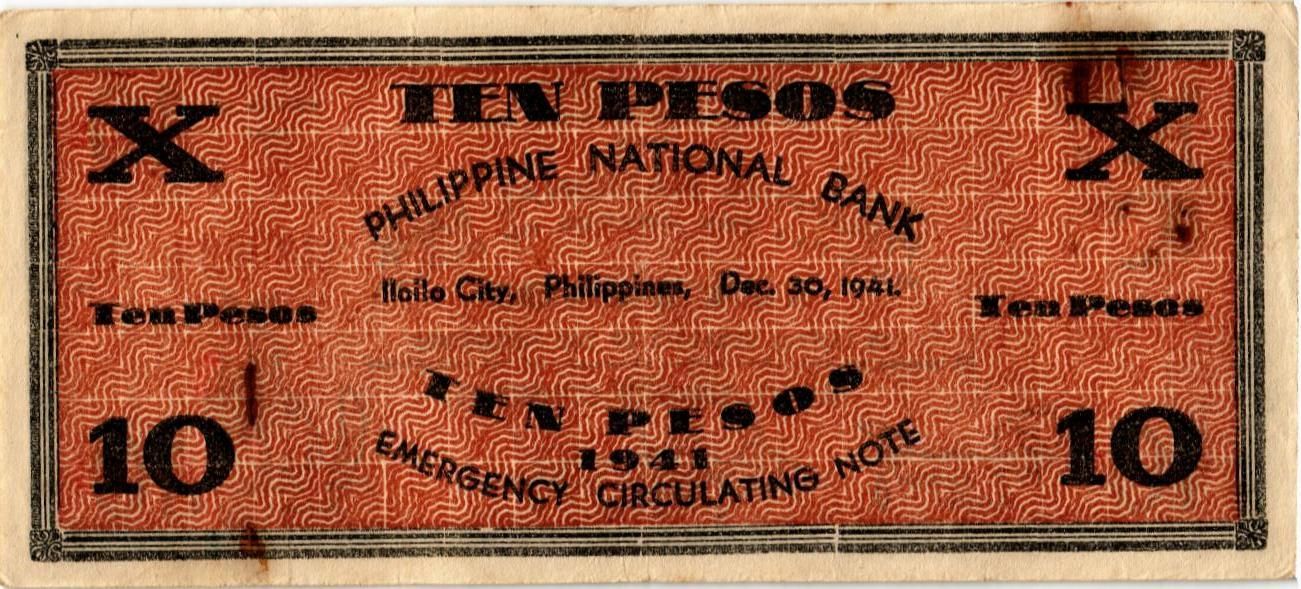 TEN PESOS
X X
PHILIPPINE NATIONAL BANK
Iloilo City, Philippines, Dec. 30, 1941.
Ten Pesos Ten Pesos
TEN PESOS
10 1941 10
EMERGENCY CIRCULATING NOTE